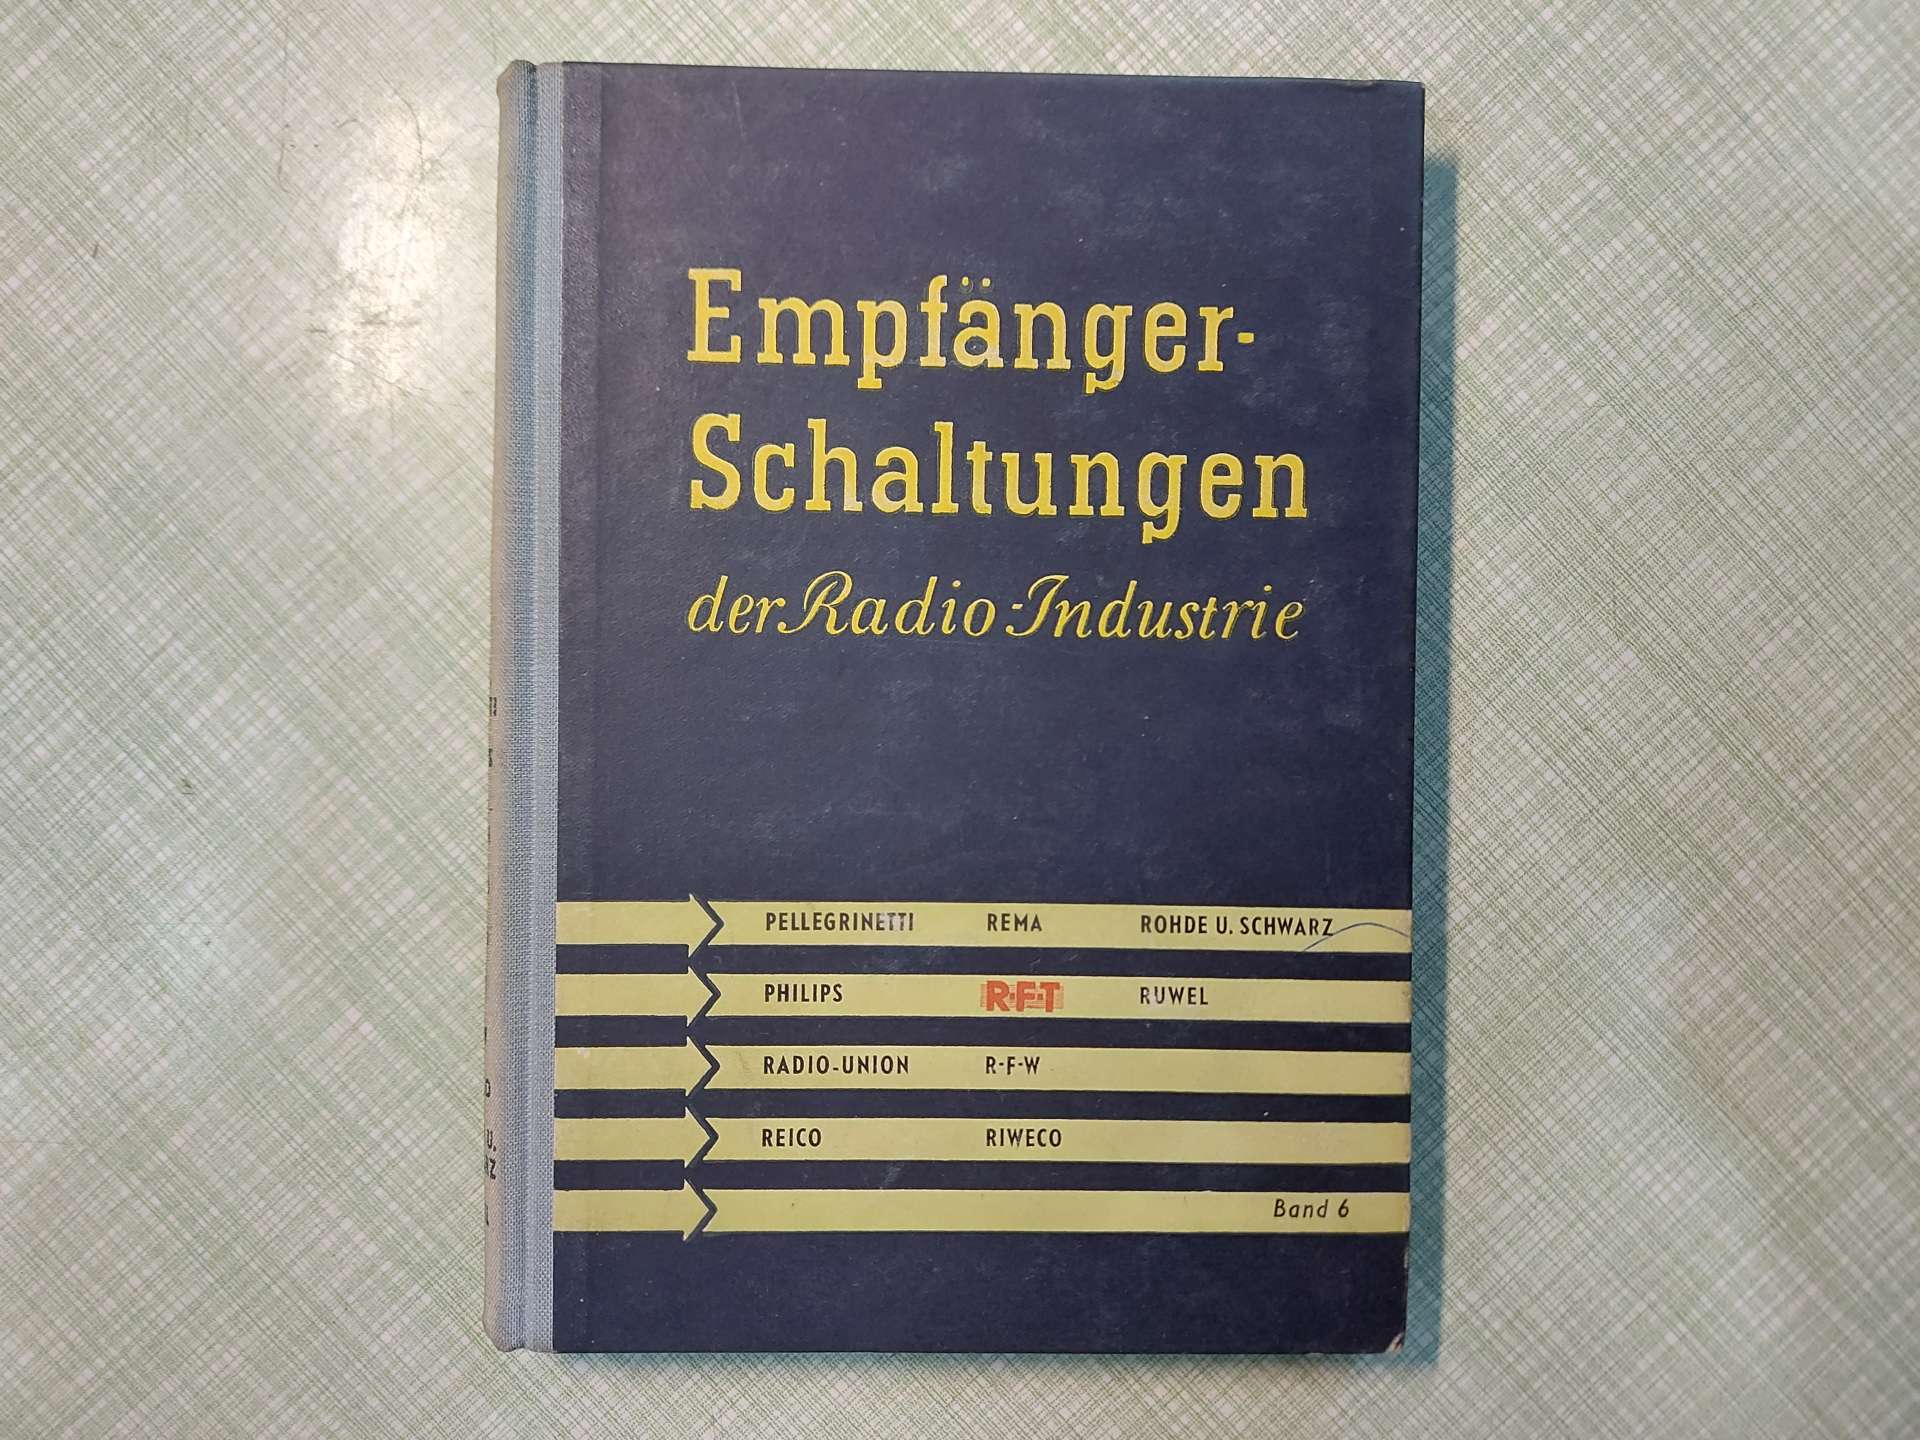 Empfänger-
Schaltungen
der Radio-Industrie
PELLEGRINETTI REMA ROHDE U. SCHWARZ
PHILIPS R·F·T RUWEL
RADIO-UNION R-F-W
REICO RIWECO
Band 6